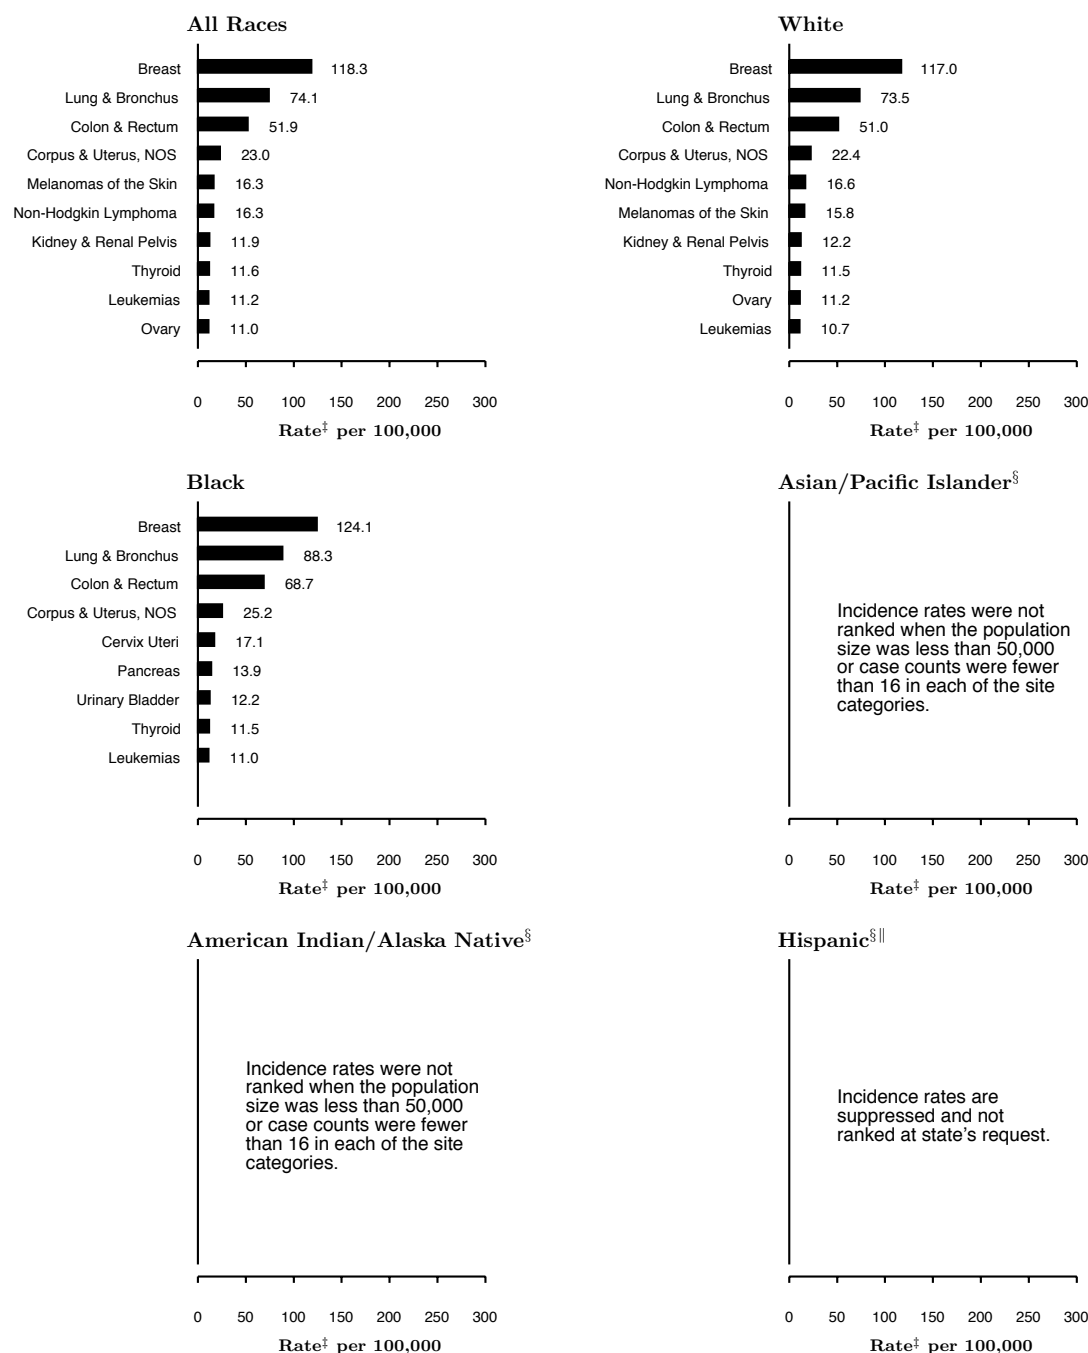 All Races
Breast 118.3
Lung & Bronchus 74.1
Colon & Rectum 51.9
Corpus & Uterus, NOS 23.0
Melanomas of the Skin 16.3
Non-Hodgkin Lymphoma 16.3
Kidney & Renal Pelvis 11.9
Thyroid 11.6
Leukemias 11.2
Ovary 11.0
0 50 100 150 200 250 300
Rate‡ per 100,000
White
Breast 117.0
Lung & Bronchus 73.5
Colon & Rectum 51.0
Corpus & Uterus, NOS 22.4
Non-Hodgkin Lymphoma 16.6
Melanomas of the Skin 15.8
Kidney & Renal Pelvis 12.2
Thyroid 11.5
Ovary 11.2
Leukemias 10.7
0 50 100 150 200 250 300
Rate‡ per 100,000
Black
Breast 124.1
Lung & Bronchus 88.3
Colon & Rectum 68.7
Corpus & Uterus, NOS 25.2
Cervix Uteri 17.1
Pancreas 13.9
Urinary Bladder 12.2
Thyroid 11.5
Leukemias 11.0
0 50 100 150 200 250 300
Rate‡ per 100,000
Asian/Pacific Islander§
Incidence rates were not
ranked when the population
size was less than 50,000
or case counts were fewer
than 16 in each of the site
categories.
0 50 100 150 200 250 300
Rate‡ per 100,000
American Indian/Alaska Native§
Incidence rates were not
ranked when the population
size was less than 50,000
or case counts were fewer
than 16 in each of the site
categories.
0 50 100 150 200 250 300
Rate‡ per 100,000
Hispanic§‖
Incidence rates are
suppressed and not
ranked at state's request.
0 50 100 150 200 250 300
Rate‡ per 100,000